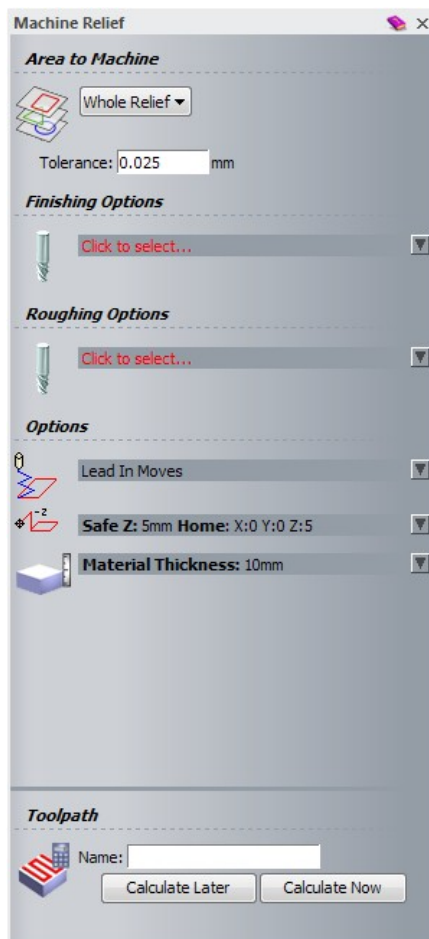 Machine Relief
Area to Machine
Whole Relief
Tolerance: 0.025 mm
Finishing Options
Click to select...
Roughing Options
Click to select...
Options
Lead In Moves
-z
Safe Z: 5mm Home: X:0 Y:0 Z:5
Material Thickness: 10mm
Toolpath
Name:
Calculate Later Calculate Now